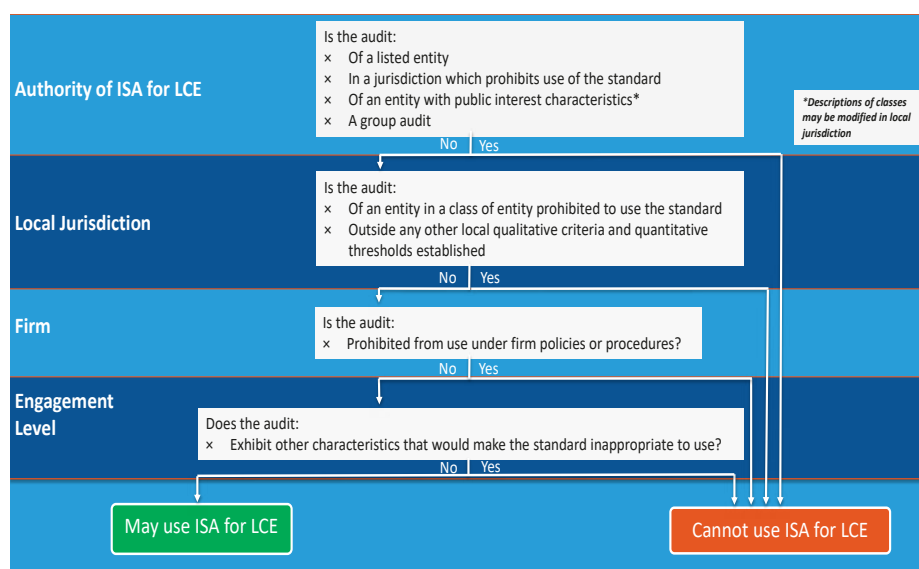 Is the audit:
× Of a listed entity
× In a jurisdiction which prohibits use of the standard
× Of an entity with public interest characteristics*
× A group audit
Authority of ISA for LCE
*Descriptions of classes
may be modified in local
jurisdiction
No Yes
Is the audit:
× Of an entity in a class of entity prohibited to use the standard
× Outside any other local qualitative criteria and quantitative
thresholds established
Local Jurisdiction
No Yes
Firm
Is the audit:
× Prohibited from use under firm policies or procedures?
No Yes
Engagement
Level
Does the audit:
× Exhibit other characteristics that would make the standard inappropriate to use?
No Yes
May use ISA for LCE
Cannot use ISA for LCE